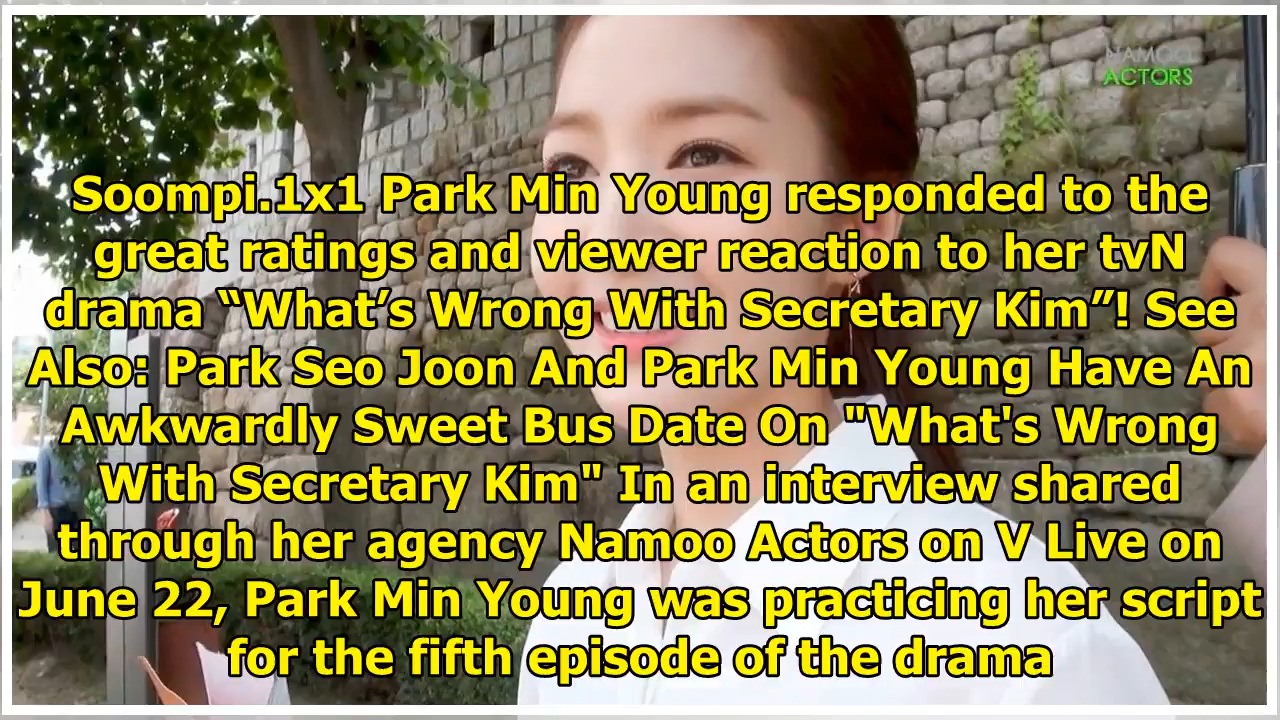 NAMOO
ACTORS
Soompi.1x1 Park Min Young responded to the
great ratings and viewer reaction to her tvN
drama “What’s Wrong With Secretary Kim”! See
Also: Park Seo Joon And Park Min Young Have An
Awkwardly Sweet Bus Date On "What's Wrong
With Secretary Kim" In an interview shared
through her agency Namoo Actors on V Live on
June 22, Park Min Young was practicing her script
for the fifth episode of the drama